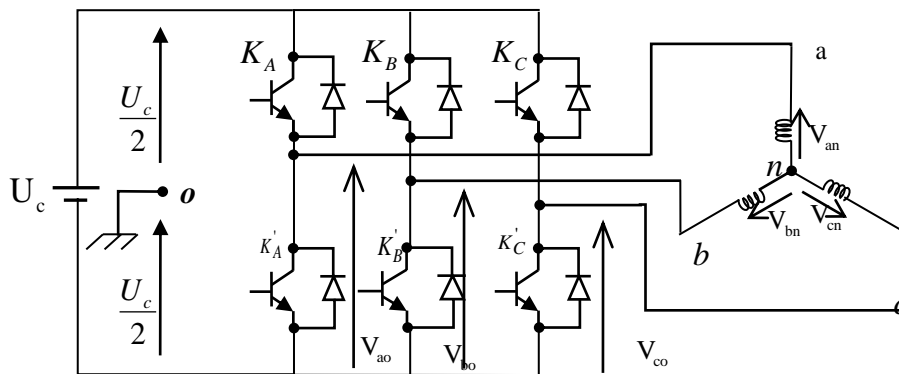 K_A
K_B
K_C
a
U_c
2
V_an
n
U_c
o
V_bn
V_cn
K'_A
K'_B
K'_C
b
U_c
2
V_ao
V_bo
V_co